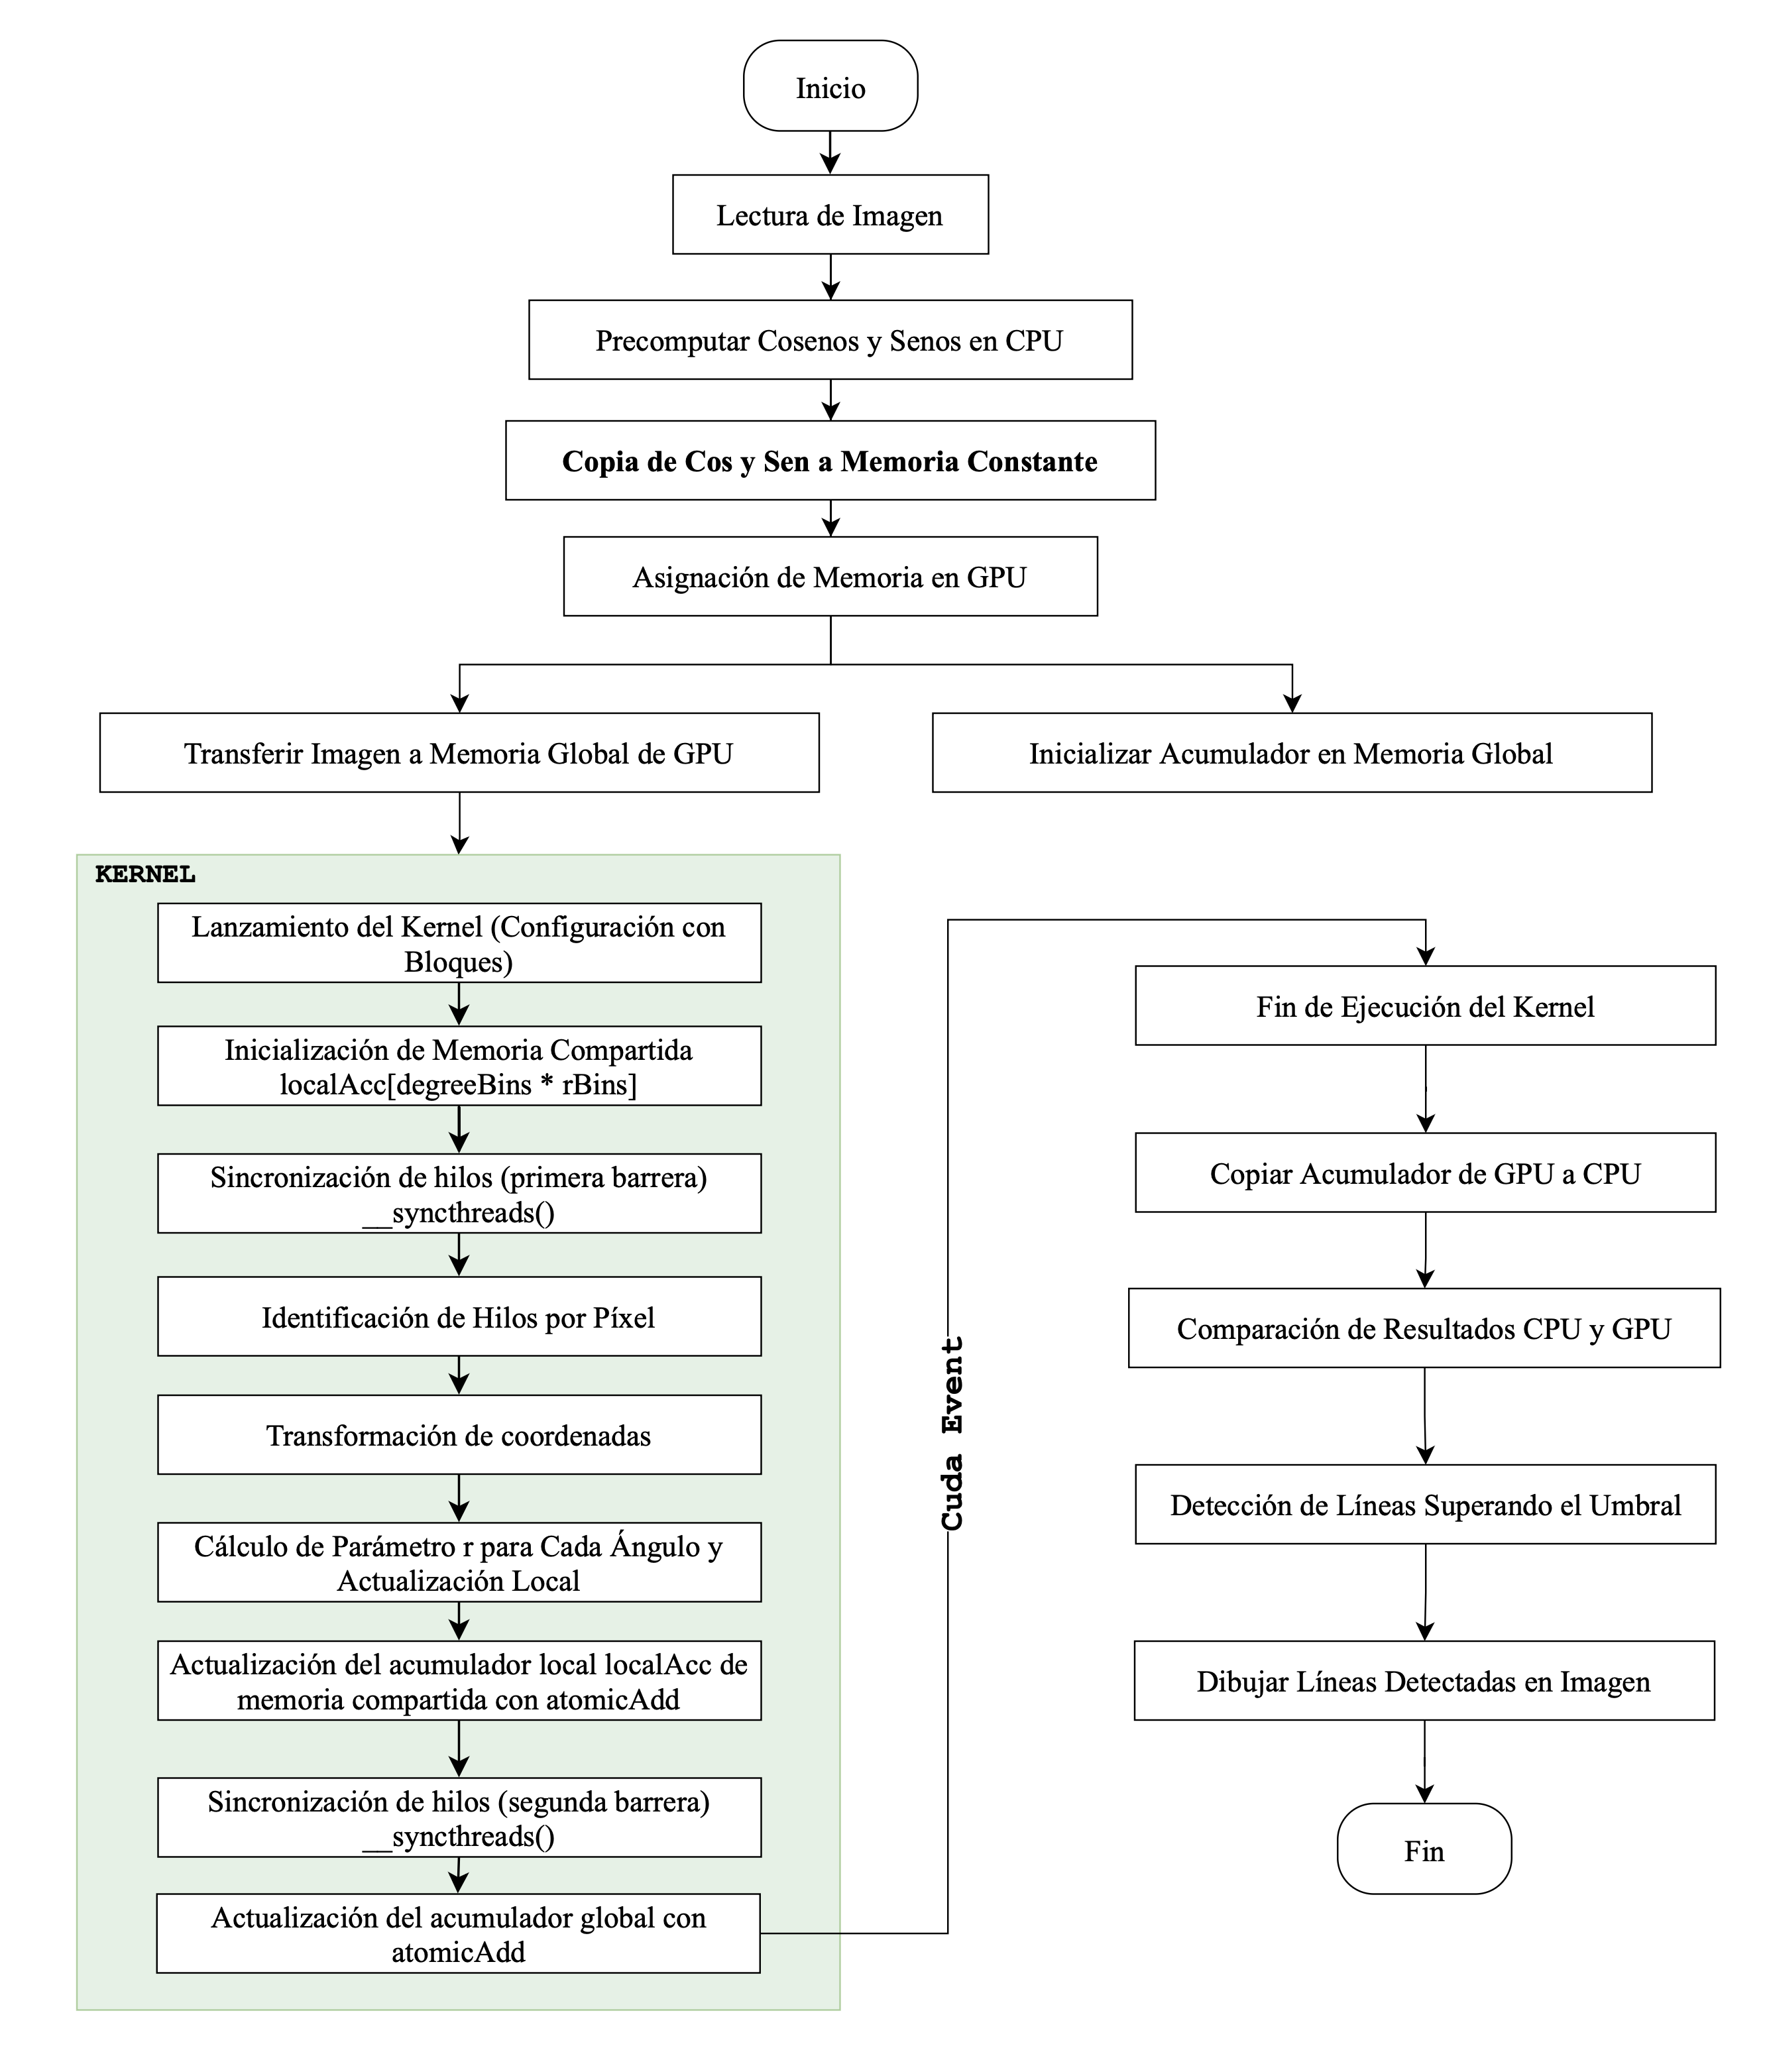 Inicio
Lectura de Imagen
Precomputar Cosenos y Senos en CPU
Copia de Cos y Sen a Memoria Constante
Asignación de Memoria en GPU
Transferir Imagen a Memoria Global de GPU
Inicializar Acumulador en Memoria Global
KERNEL
Lanzamiento del Kernel (Configuración con
Bloques)
Inicialización de Memoria Compartida
localAcc[degreeBins * rBins]
Sincronización de hilos (primera barrera)
__syncthreads()
Identificación de Hilos por Píxel
Transformación de coordenadas
Cálculo de Parámetro r para Cada Ángulo y
Actualización Local
Actualización del acumulador local localAcc de
memoria compartida con atomicAdd
Sincronización de hilos (segunda barrera)
__syncthreads()
Actualización del acumulador global con
atomicAdd
Cuda Event
Fin de Ejecución del Kernel
Copiar Acumulador de GPU a CPU
Comparación de Resultados CPU y GPU
Detección de Líneas Superando el Umbral
Dibujar Líneas Detectadas en Imagen
Fin